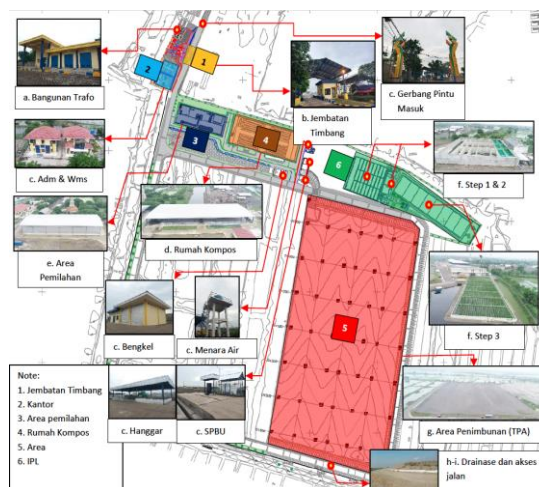 a. Bangunan Trafo
b. Jembatan
Timbang
c. Gerbang Pintu
Masuk
1
2
3
4
5
6
c. Adm & Wms
f. Step 1 & 2
d. Rumah Kompos
e. Area
Pemilahan
f. Step 3
c. Bengkel
c. Menara Air
Note:
1. Jembatan Timbang
2. Kantor
3. Area pemilahan
4. Rumah Kompos
5. Area
6. IPL
c. Hanggar
c. SPBU
g. Area Penimbunan (TPA)
h-i. Drainase dan akses
jalan